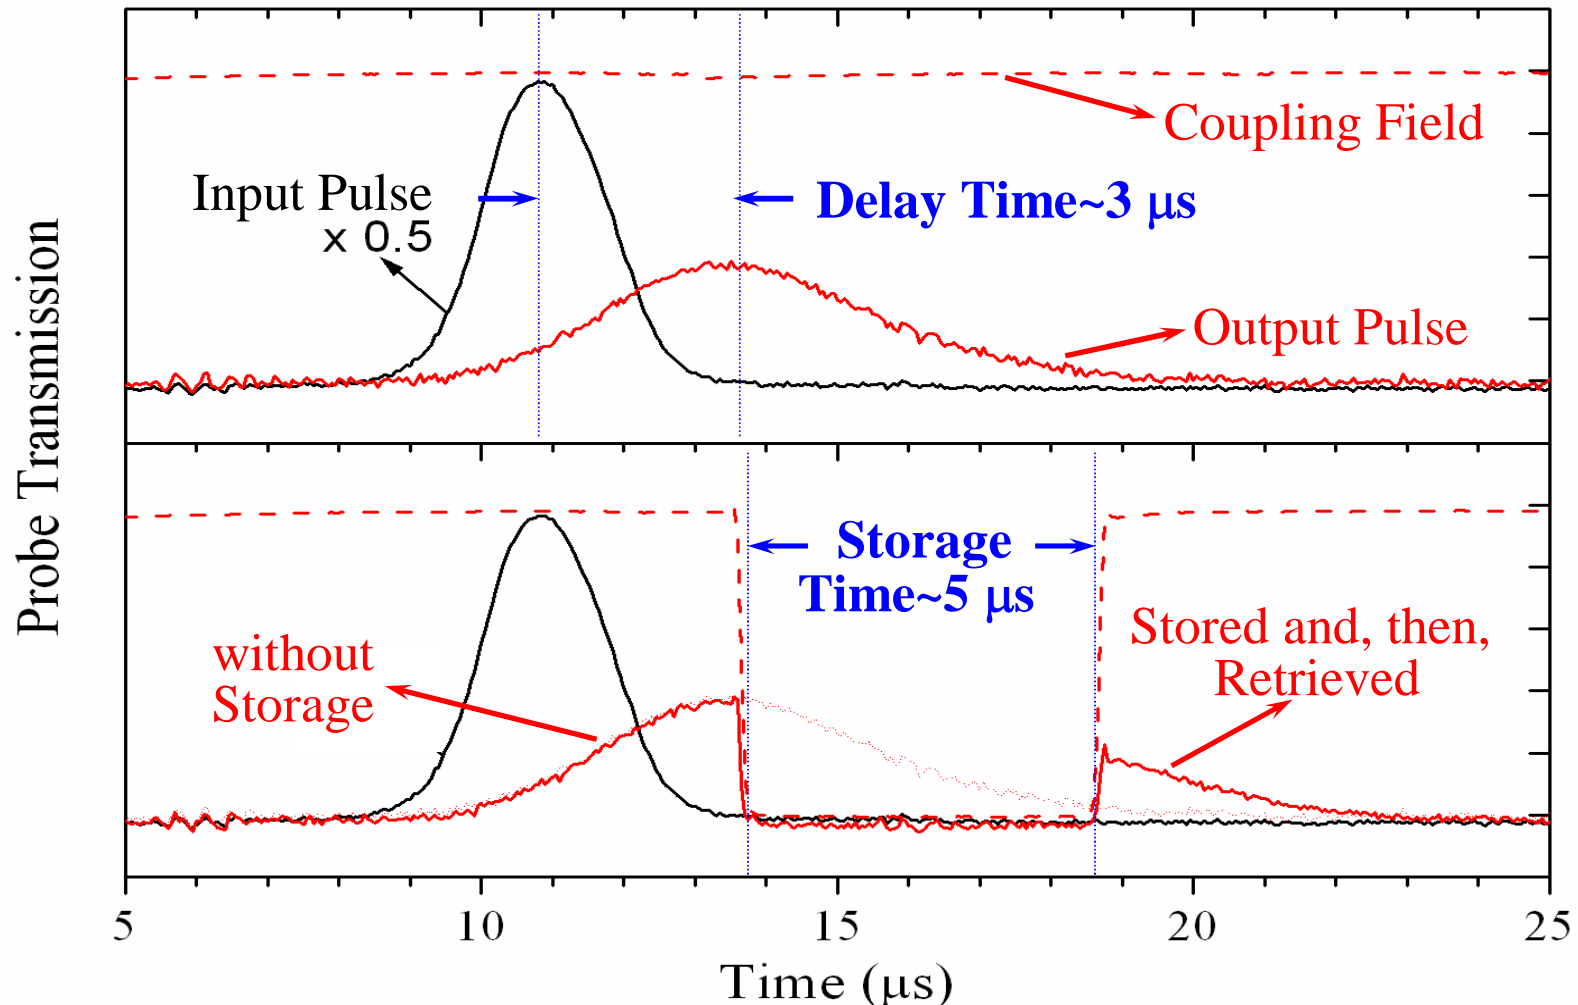 Coupling Field
Input Pulse
x 0.5
Delay Time~3 μs
Output Pulse
Probe Transmission
Storage
Time~5 μs
without
Storage
Stored and, then,
Retrieved
5 10 15 20 25
Time (μs)